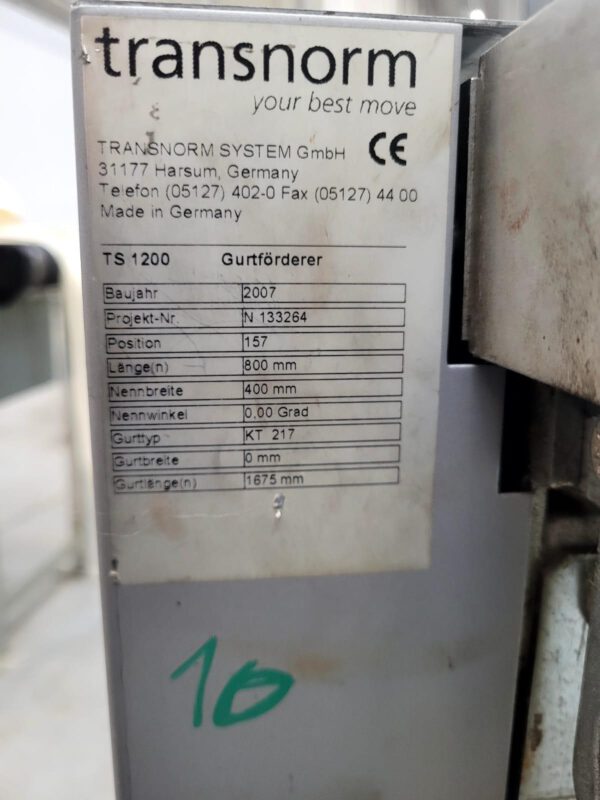 transnorm
your best move
TRANSNORM SYSTEM GmbH CE
31177 Harsum, Germany
Telefon (05127) 402-0 Fax (05127) 44 00
Made in Germany
TS 1200 Gurtförderer
Baujahr 2007
Projekt-Nr. N 133264
Position 157
Länge(n) 800 mm
Nennbreite 400 mm
Nennwinkel 0,00 Grad
Gurttyp KT 217
Gurtbreite 0 mm
Gurtlänge(n) 1675 mm
10